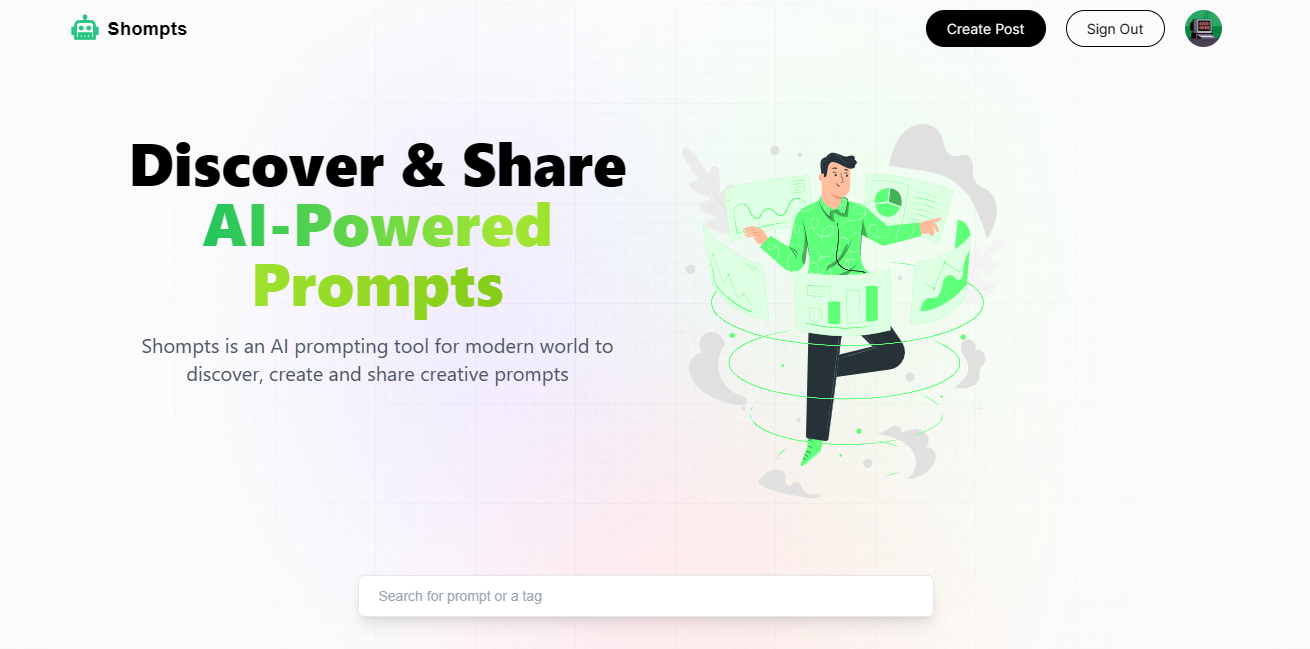 Shompts
Create Post
Sign Out
Discover & Share
AI-Powered
Prompts
Shompts is an AI prompting tool for modern world to
discover, create and share creative prompts
Search for prompt or a tag